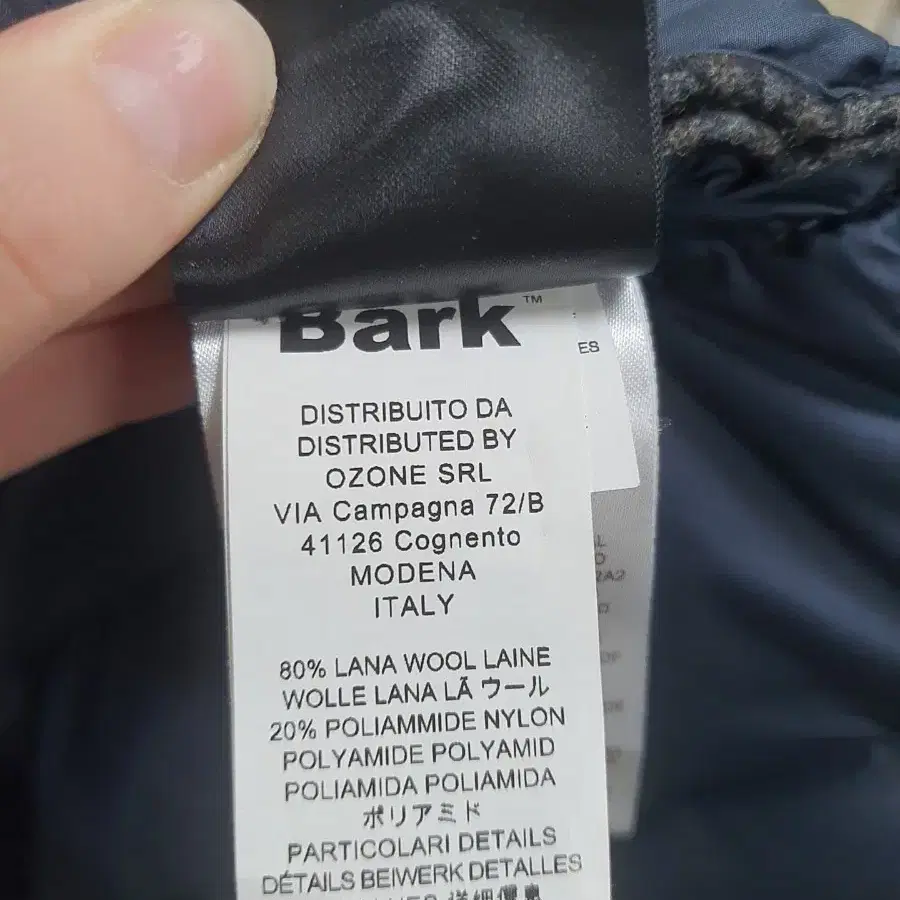 Bark™
ES
DISTRIBUITO DA
DISTRIBUTED BY
OZONE SRL
VIA Campagna 72/B
41126 Cognento
MODENA
ITALY
80% LANA WOOL LAINE
WOLLE LANA LÃ ウール
20% POLIAMMIDE NYLON
POLYAMIDE POLYAMID
POLIAMIDA POLIAMIDA
ポリアミド
PARTICOLARI DETAILS
DÉTAILS BEIWERK DETALLES